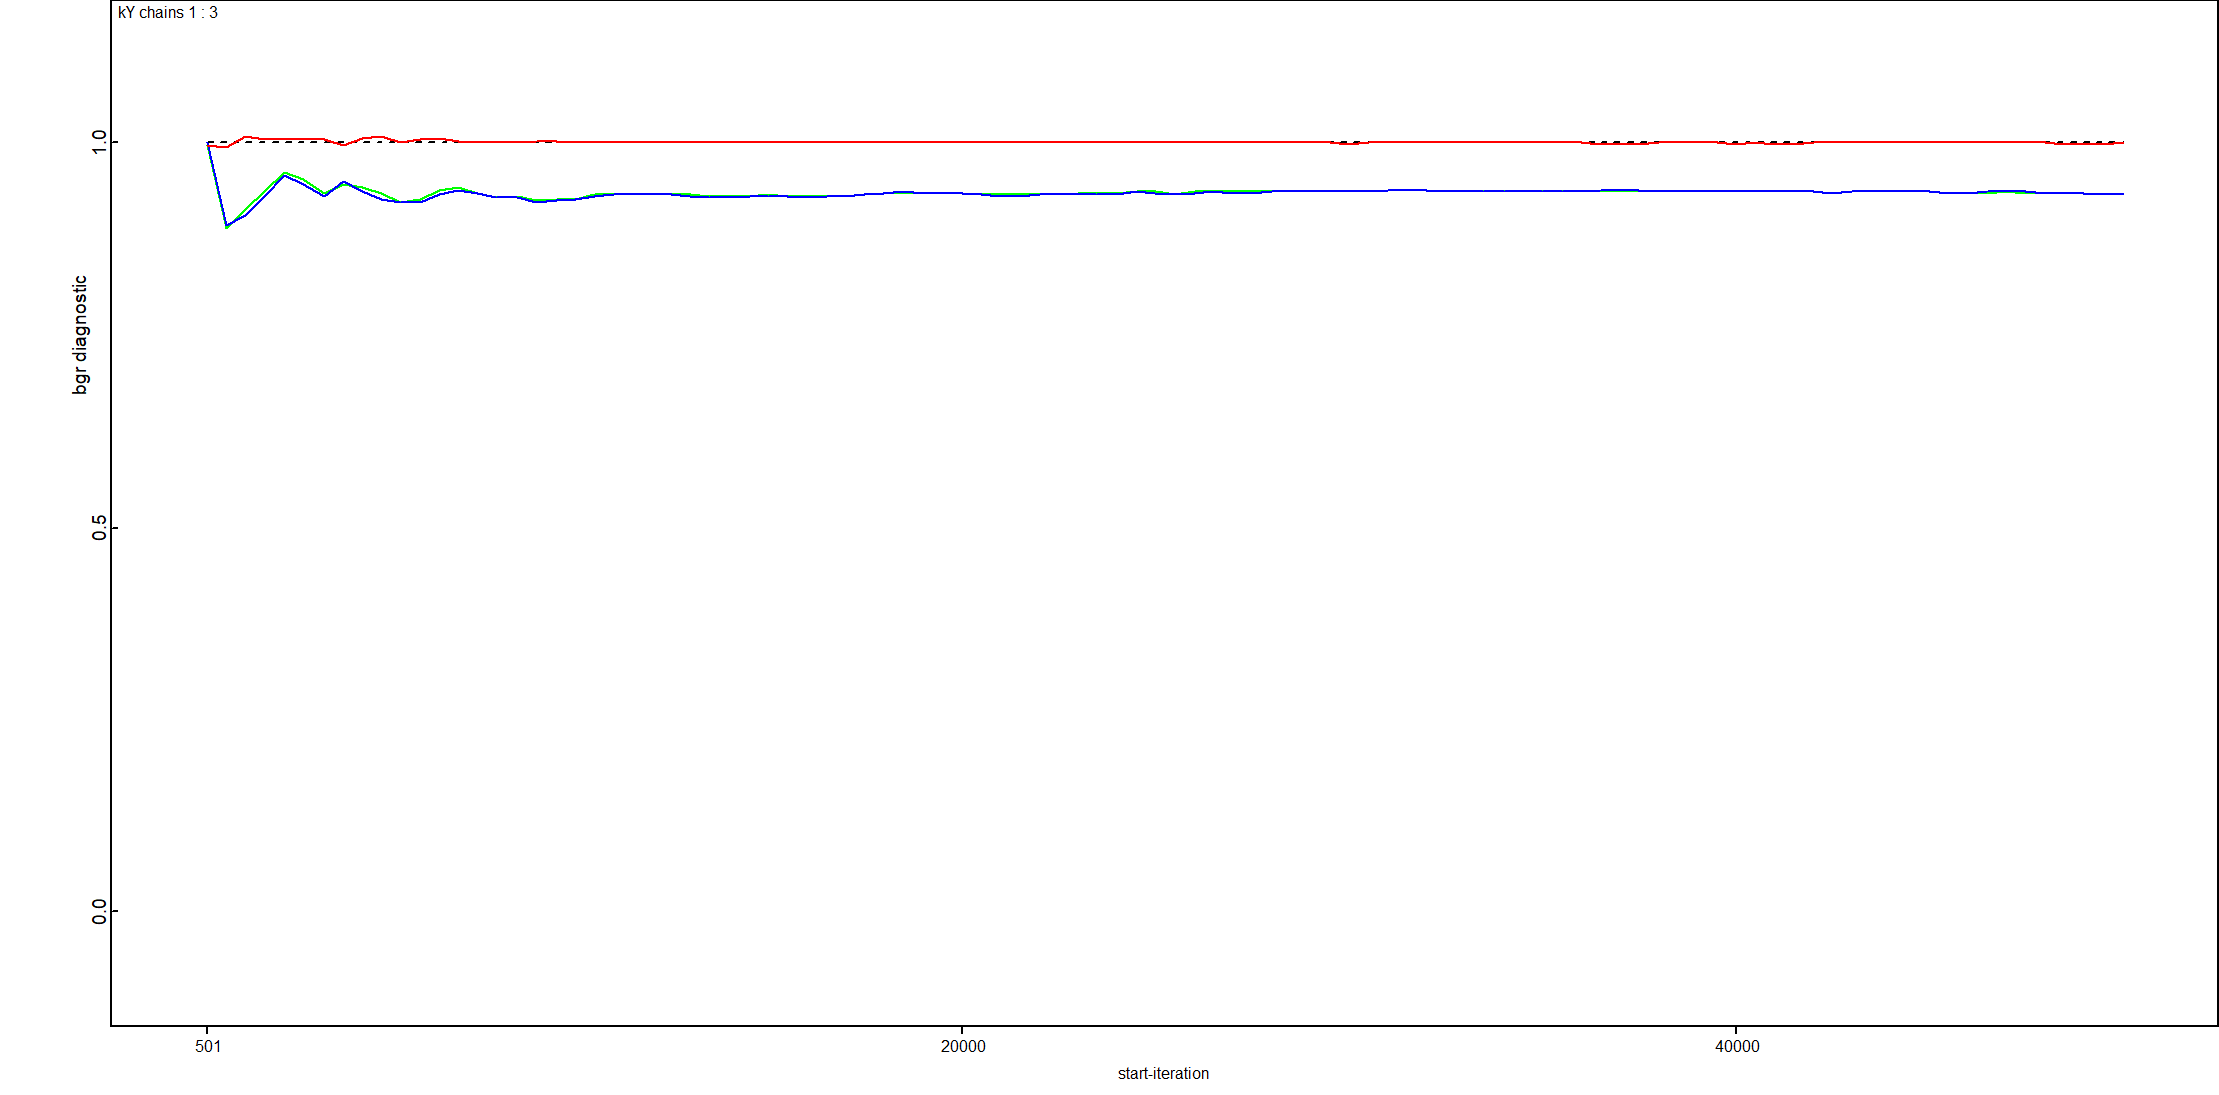 kY chains 1 : 3
bgr diagnostic
1.0
0.5
0.0
501
20000
40000
start-iteration